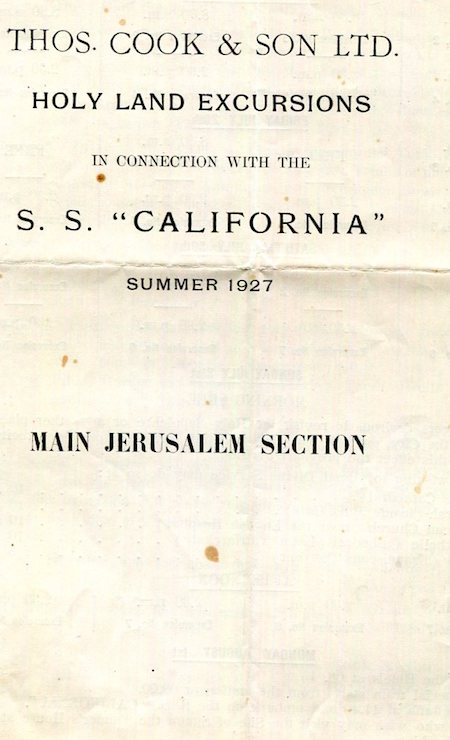 THOS. COOK & SON LTD.
HOLY LAND EXCURSIONS
IN CONNECTION WITH THE
S. S. "CALIFORNIA"
SUMMER 1927
MAIN JERUSALEM SECTION